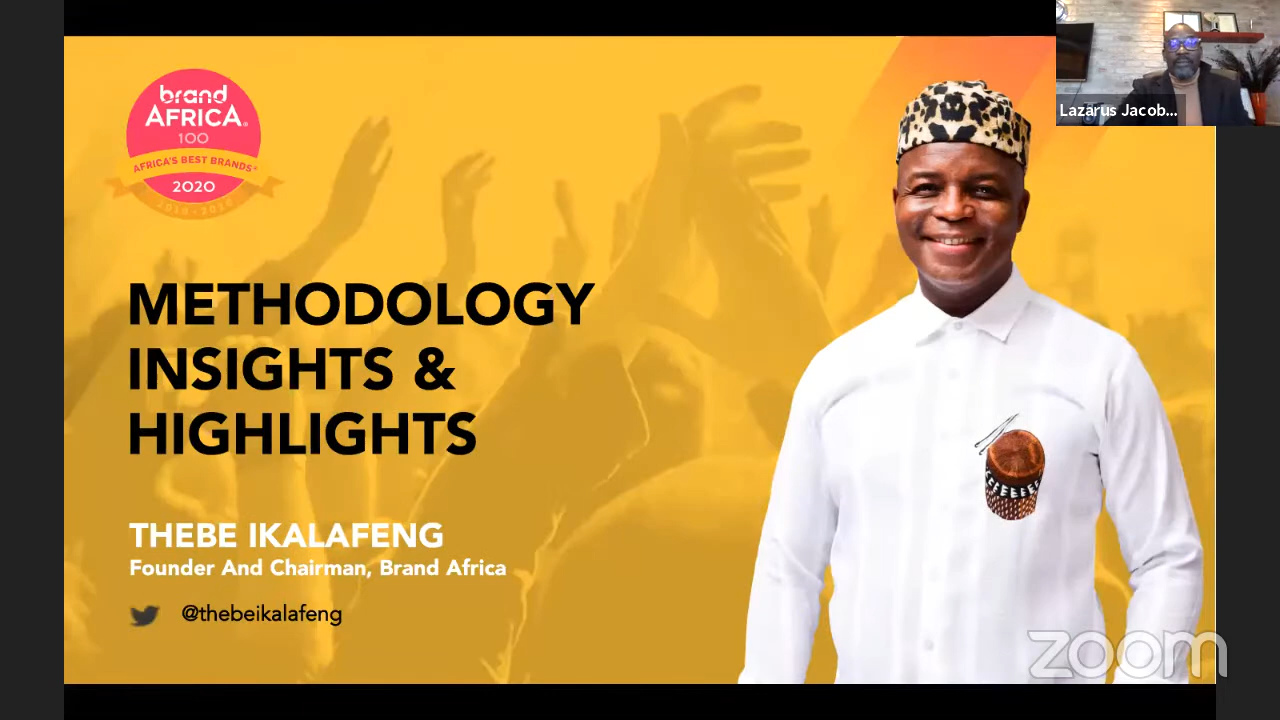 brand
AFRICA®
100
AFRICA'S BEST BRANDS®
2020
METHODOLOGY
INSIGHTS &
HIGHLIGHTS
THEBE IKALAFENG
Founder And Chairman, Brand Africa
@thebeikalafeng
Lazarus Jacob...
zoom